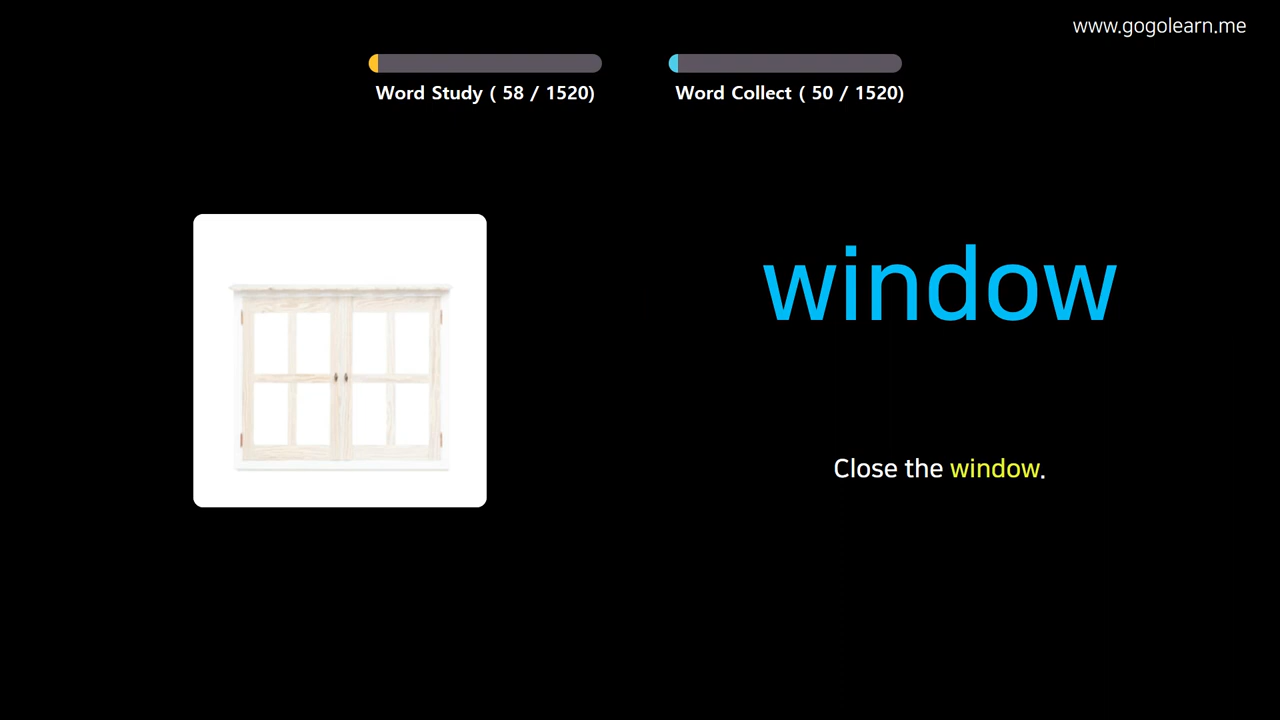 www.gogolearn.me
Word Study ( 58 / 1520)
Word Collect ( 50 / 1520)
window
Close the window.